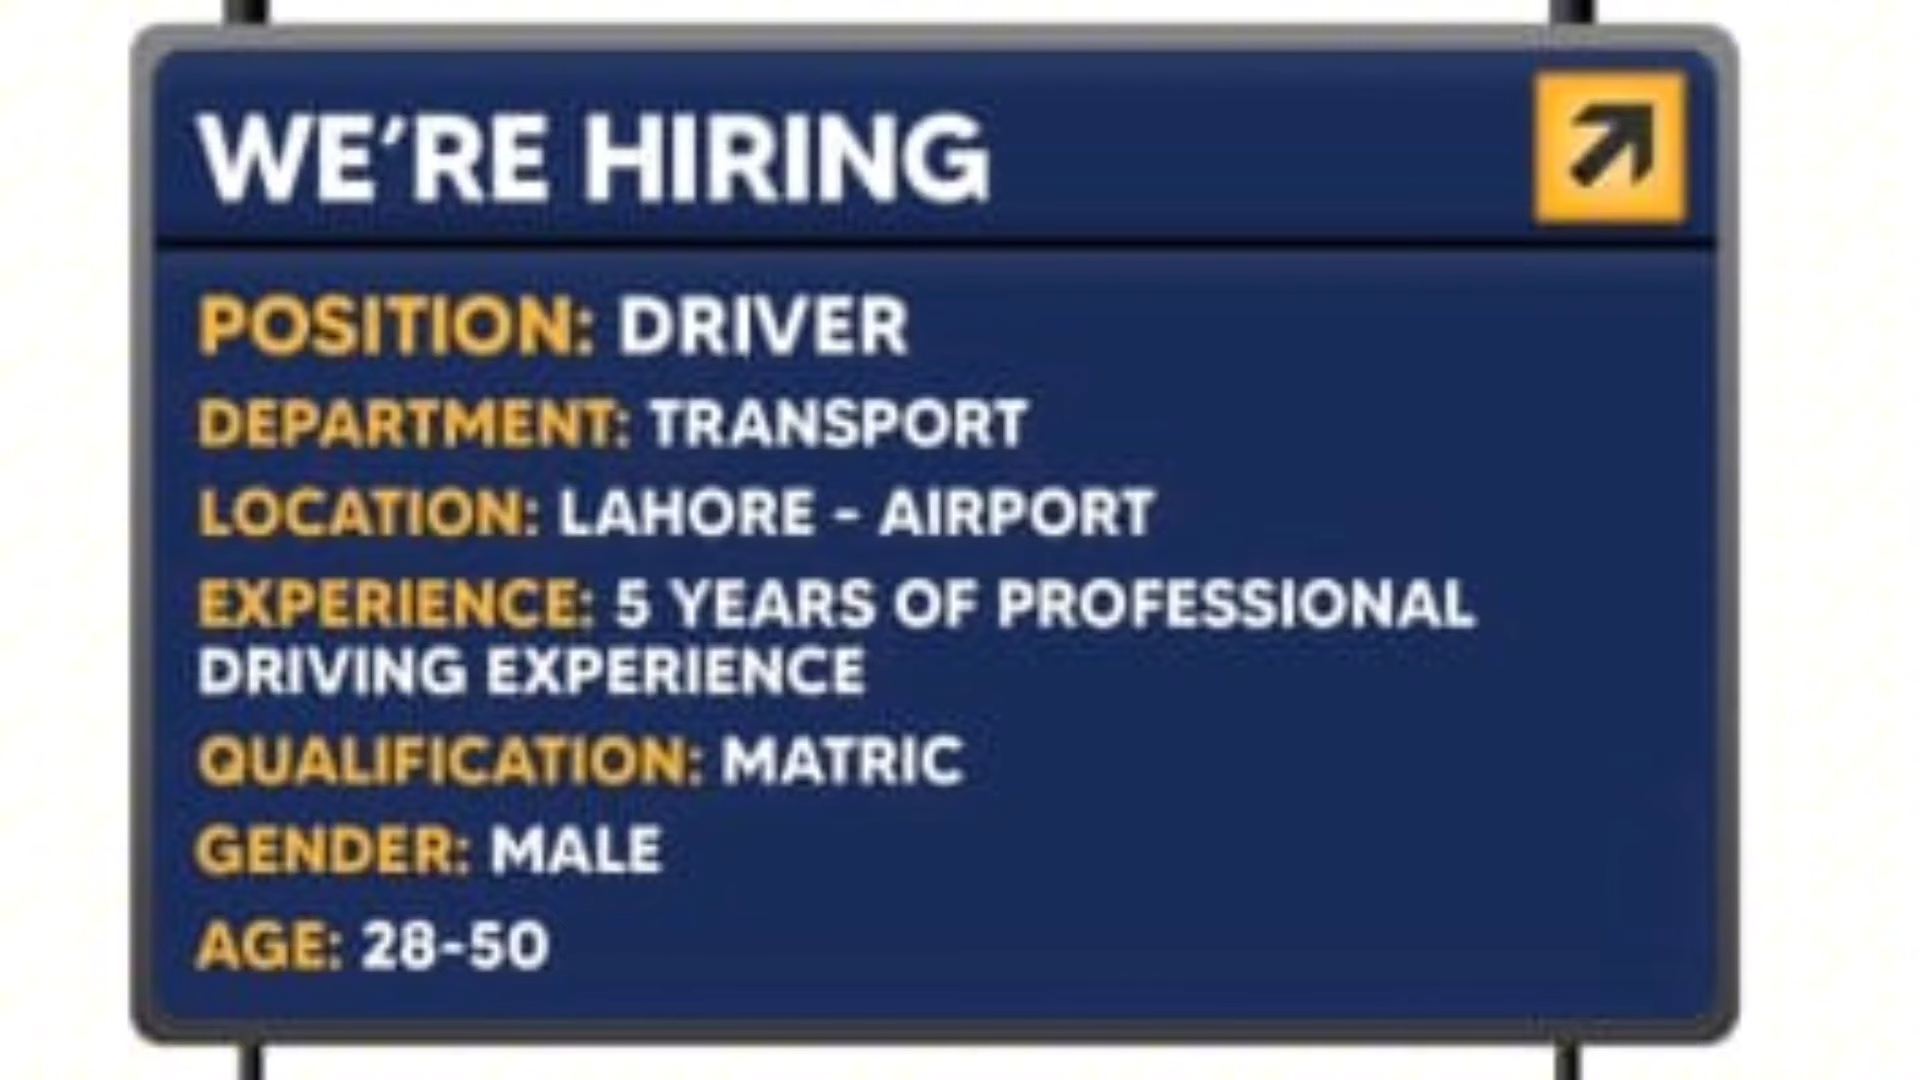 WE'RE HIRING
POSITION: DRIVER
DEPARTMENT: TRANSPORT
LOCATION: LAHORE - AIRPORT
EXPERIENCE: 5 YEARS OF PROFESSIONAL
DRIVING EXPERIENCE
QUALIFICATION: MATRIC
GENDER: MALE
AGE: 28-50